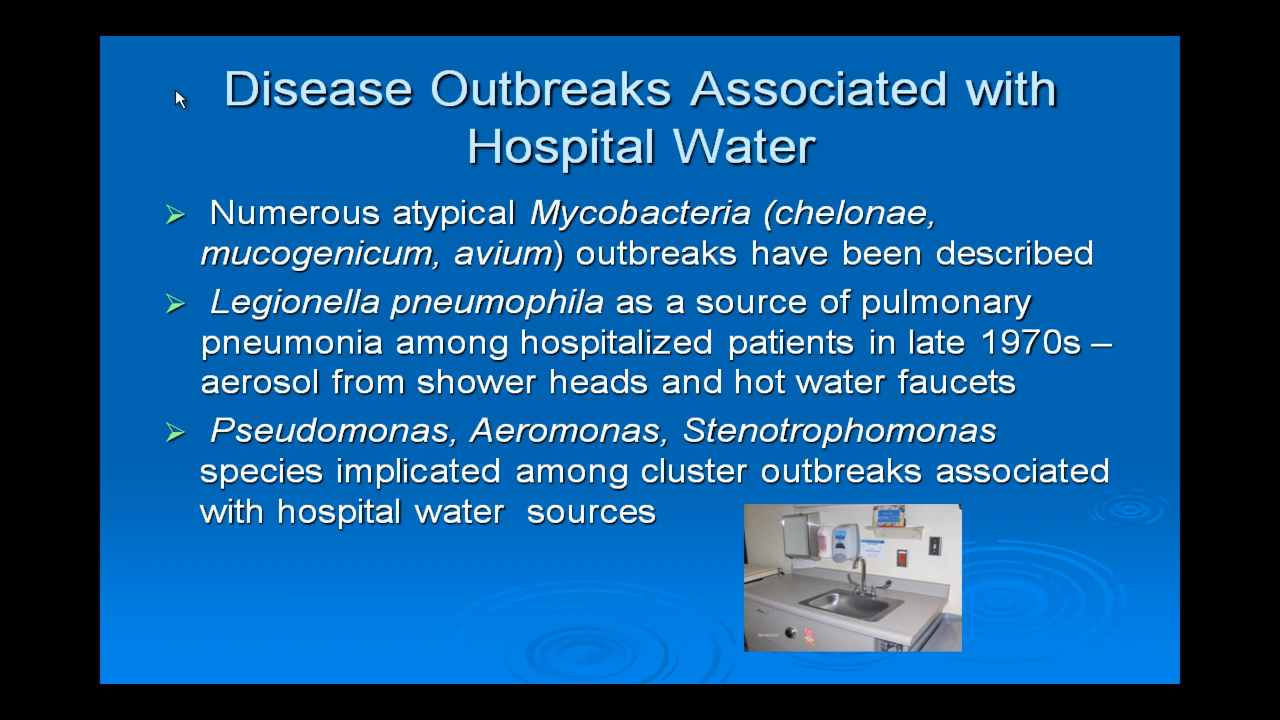 Disease Outbreaks Associated with
Hospital Water
Numerous atypical Mycobacteria (chelonae,
mucogenicum, avium) outbreaks have been described
Legionella pneumophila as a source of pulmonary
pneumonia among hospitalized patients in late 1970s –
aerosol from shower heads and hot water faucets
Pseudomonas, Aeromonas, Stenotrophomonas
species implicated among cluster outbreaks associated
with hospital water sources